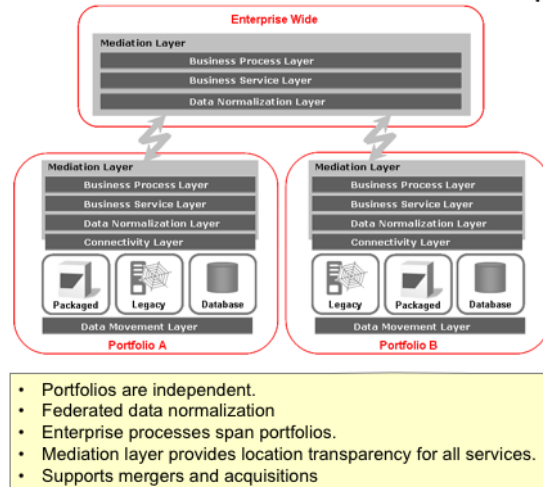 Enterprise Wide
Mediation Layer
Business Process Layer
Business Service Layer
Data Normalization Layer
Mediation Layer
Business Process Layer
Business Service Layer
Data Normalization Layer
Connectivity Layer
Packaged
Legacy
Database
Data Movement Layer
Portfolio A
Mediation Layer
Business Process Layer
Business Service Layer
Data Normalization Layer
Connectivity Layer
Legacy
Packaged
Database
Data Movement Layer
Portfolio B
• Portfolios are independent.
• Federated data normalization
• Enterprise processes span portfolios.
• Mediation layer provides location transparency for all services.
• Supports mergers and acquisitions